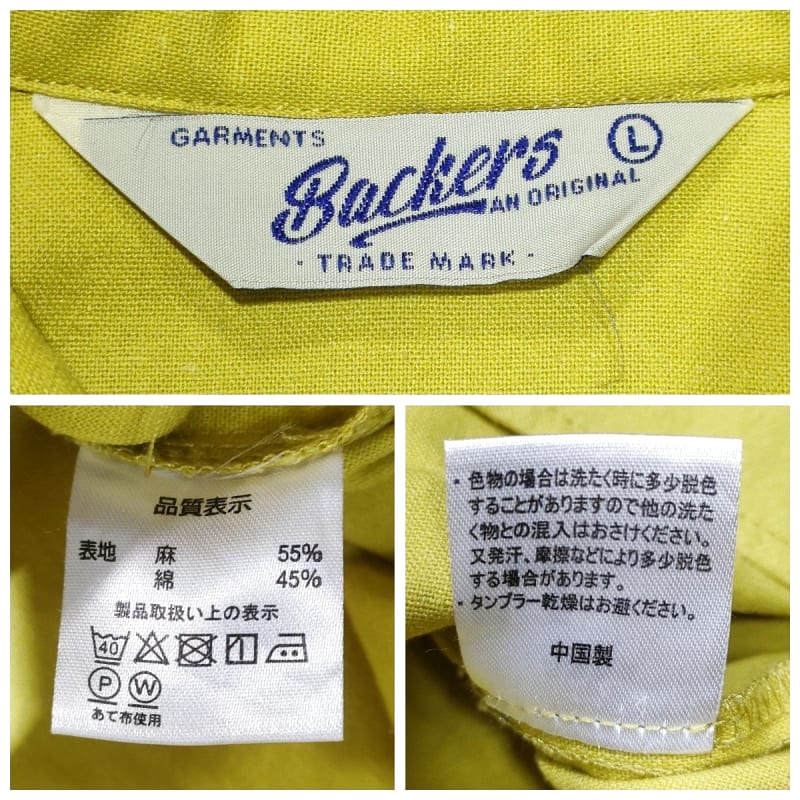 GARMENTS
L
Backers
AN ORIGINAL
· TRADE MARK ·
品質表示
表地 麻 55%
綿 45%
製品取扱い上の表示
40
P W
あて布使用
・色物の場合は洗たく時に多少脱色
することがありますので他の洗た
く物との混入はおさけください。
又発汗、摩擦などにより多少脱色
する場合があります。
・タンブラー乾燥はお避ください。
中国製